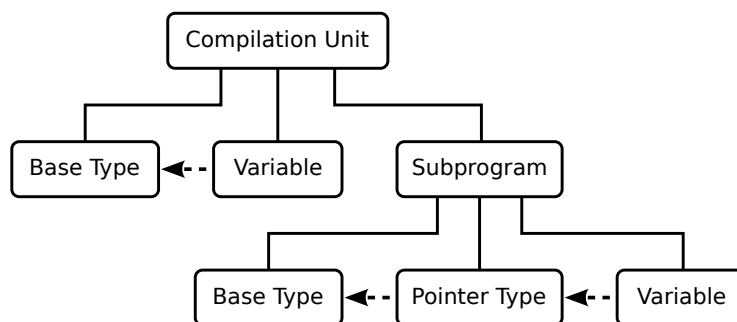 Compilation Unit
Base Type
Variable
Subprogram
Base Type
Pointer Type
Variable